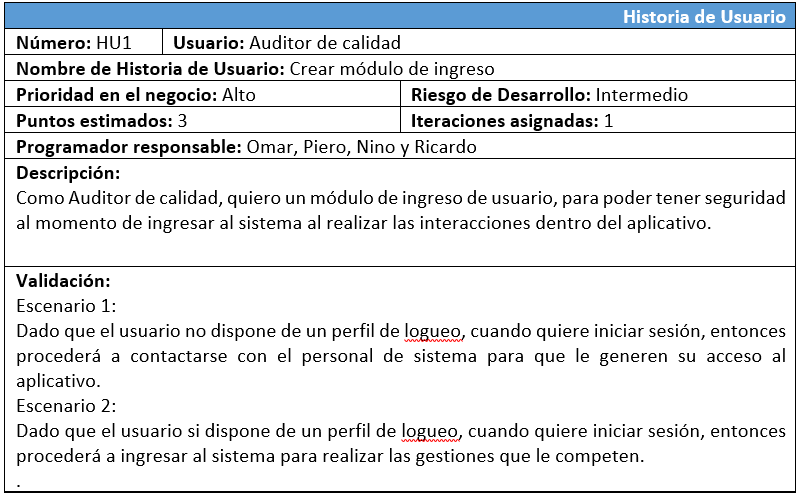 Historia de Usuario
Número: HU1 Usuario: Auditor de calidad
Nombre de Historia de Usuario: Crear módulo de ingreso
Prioridad en el negocio: Alto Riesgo de Desarrollo: Intermedio
Puntos estimados: 3 Iteraciones asignadas: 1
Programador responsable: Omar, Piero, Nino y Ricardo
Descripción:
Como Auditor de calidad, quiero un módulo de ingreso de usuario, para poder tener seguridad
al momento de ingresar al sistema al realizar las interacciones dentro del aplicativo.
Validación:
Escenario 1:
Dado que el usuario no dispone de un perfil de logueo, cuando quiere iniciar sesión, entonces
procederá a contactarse con el personal de sistema para que le generen su acceso al
aplicativo.
Escenario 2:
Dado que el usuario si dispone de un perfil de logueo, cuando quiere iniciar sesión, entonces
procederá a ingresar al sistema para realizar las gestiones que le competen.
.